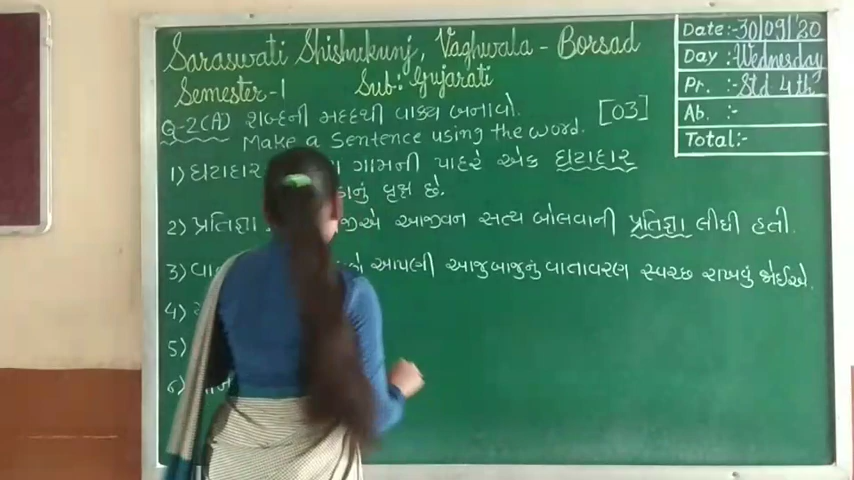 Saraswati Shishukunj, Vaghwala - Borsad
Semester-1 Sub: Gujarati
Date:-30/09/20
Day:-Wednesday
Pr.:-Std 4th
Ab. :-
Total:-
Q-2(A) શબ્દની મદદથી વાક્ય બનાવો. [03]
Make a sentence using the word.
1) ઘટાદાર ગામની પાદરે એક ઘટાદાર
વૃક્ષ છે.
2) પ્રતિજ્ઞા આજીવન સત્ય બોલવાની પ્રતિજ્ઞા લીધી હતી.
3) આપણી આજુબાજુનું વાતાવરણ સ્વચ્છ રાખવું જોઈએ.
4)
5)
૬)